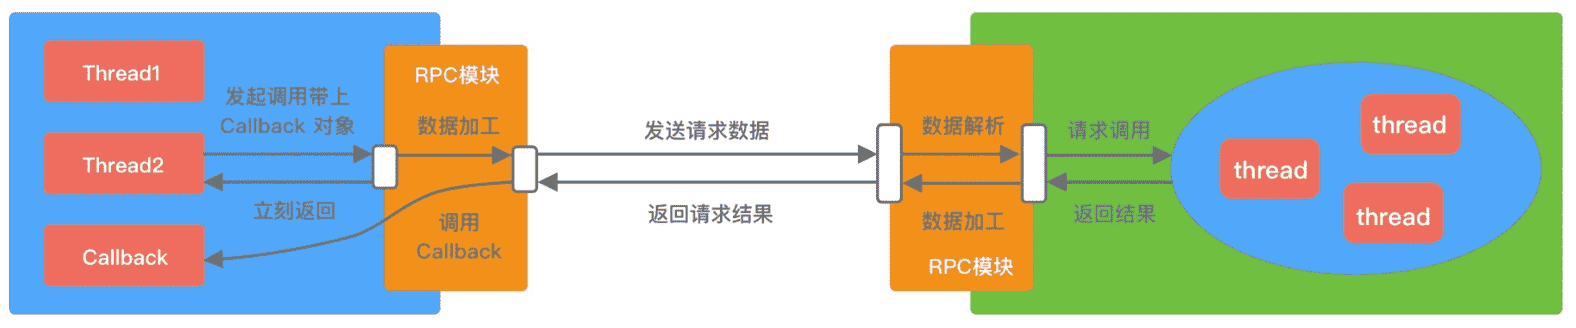 Thread1
发起调用带上
Callback 对象
Thread2
立刻返回
Callback
RPC模块
数据加工
调用
Callback
发送请求数据
返回请求结果
数据解析
数据加工
RPC模块
请求调用
返回结果
thread
thread
thread